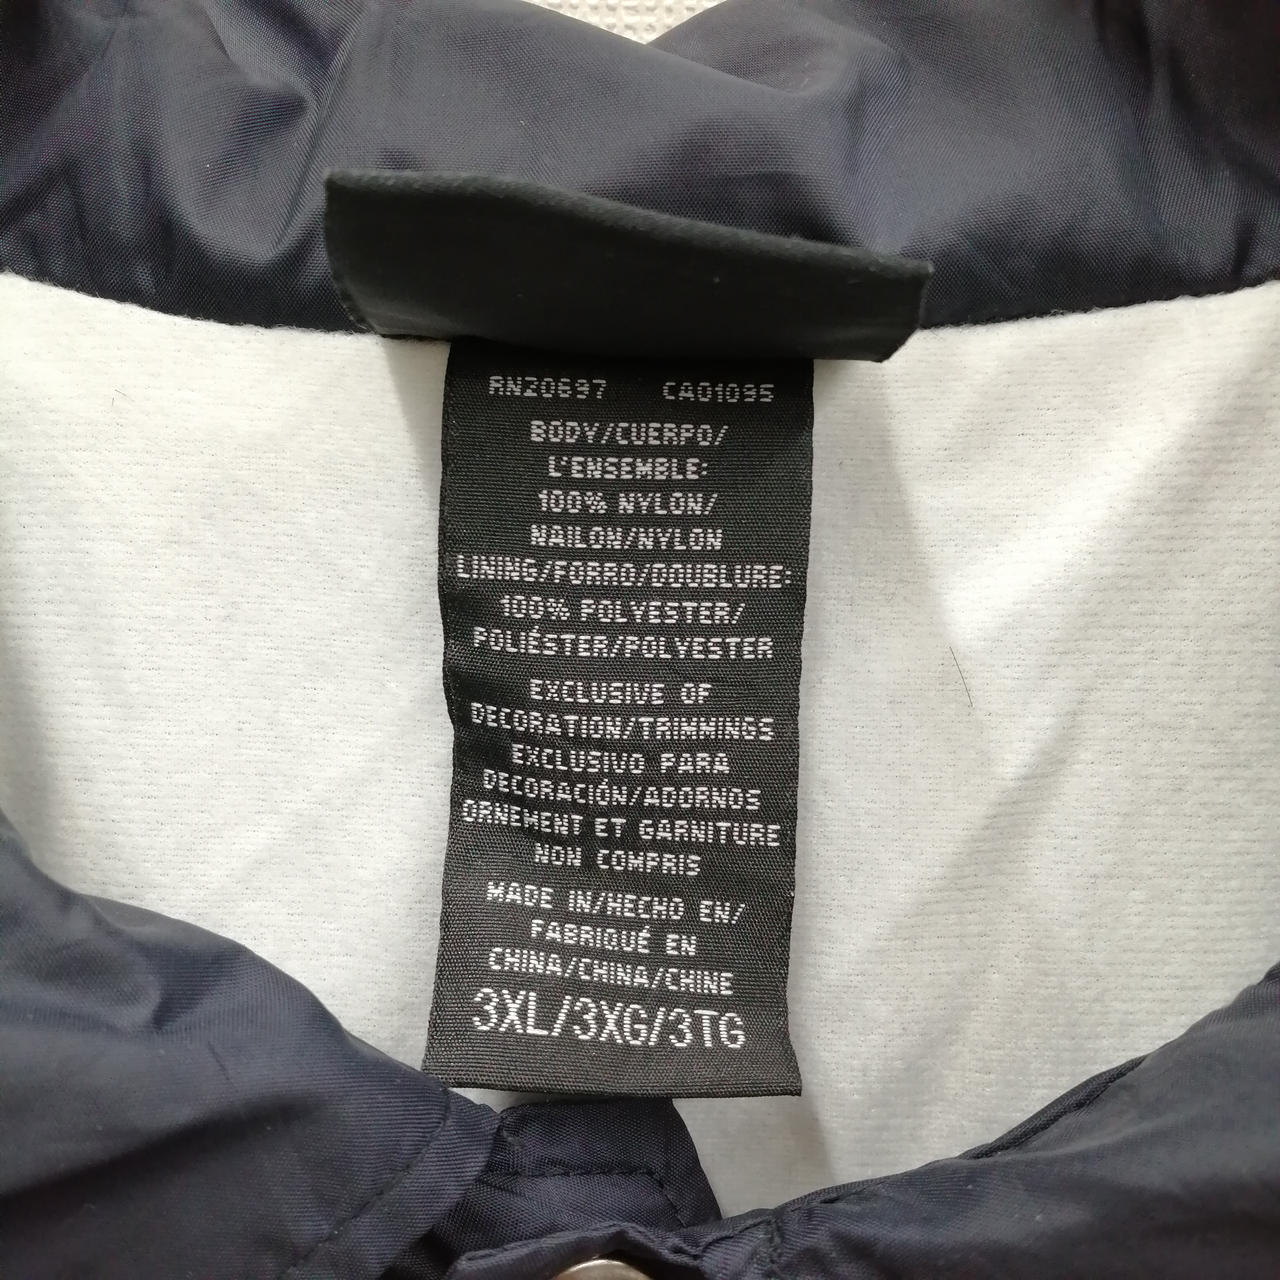 RN20697 CA01095
BODY/CUERPO/
L'ENSEMBLE:
100% NYLON/
NAILON/NYLON
LINING/FORRO/DOUBLURE:
100% POLYESTER/
POLIÉSTER/POLYESTER
EXCLUSIVE OF
DECORATION/TRIMMINGS
EXCLUSIVO PARA
DECORACIÓN/ADORNOS
ORNEMENT ET GARNITURE
NON COMPRIS
MADE IN/HECHO EN/
FABRIQUÉ EN
CHINA/CHINA/CHINE
3XL/3XG/3TG